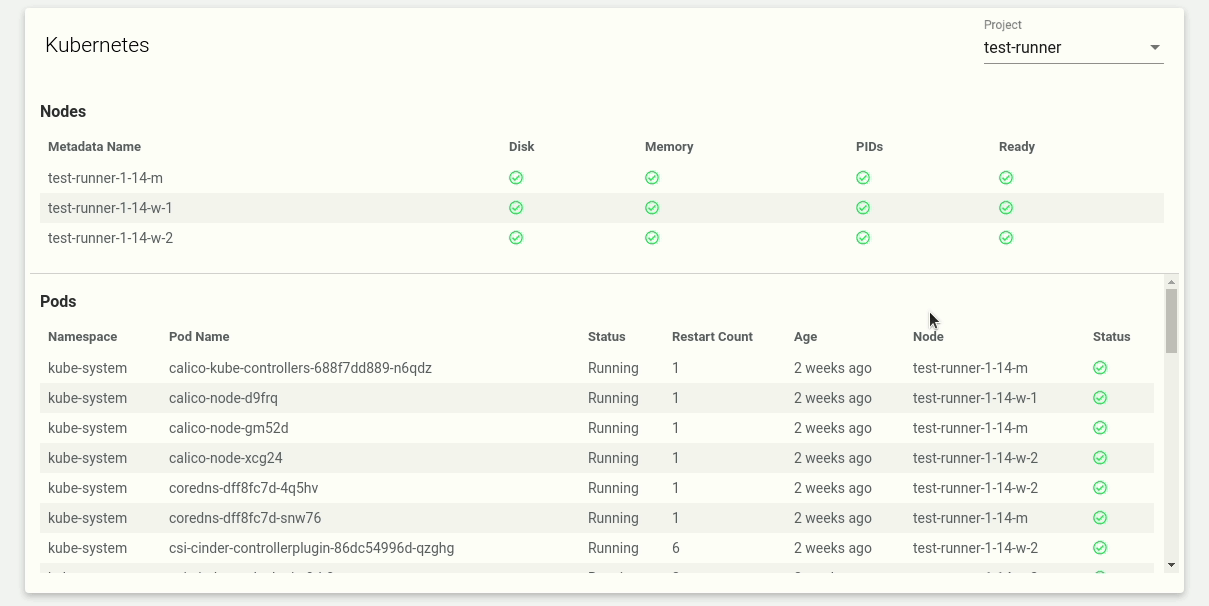 Kubernetes
Project
test-runner
Nodes
Metadata Name Disk Memory PIDs Ready
test-runner-1-14-m
test-runner-1-14-w-1
test-runner-1-14-w-2
Pods
Namespace Pod Name Status Restart Count Age Node Status
kube-system calico-kube-controllers-688f7dd889-n6qdz Running 1 2 weeks ago test-runner-1-14-m
kube-system calico-node-d9frq Running 1 2 weeks ago test-runner-1-14-w-1
kube-system calico-node-gm52d Running 1 2 weeks ago test-runner-1-14-m
kube-system calico-node-xcg24 Running 1 2 weeks ago test-runner-1-14-w-2
kube-system coredns-dff8fc7d-4q5hv Running 1 2 weeks ago test-runner-1-14-w-2
kube-system coredns-dff8fc7d-snw76 Running 1 2 weeks ago test-runner-1-14-m
kube-system csi-cinder-controllerplugin-86dc54996d-qzghg Running 6 2 weeks ago test-runner-1-14-w-2